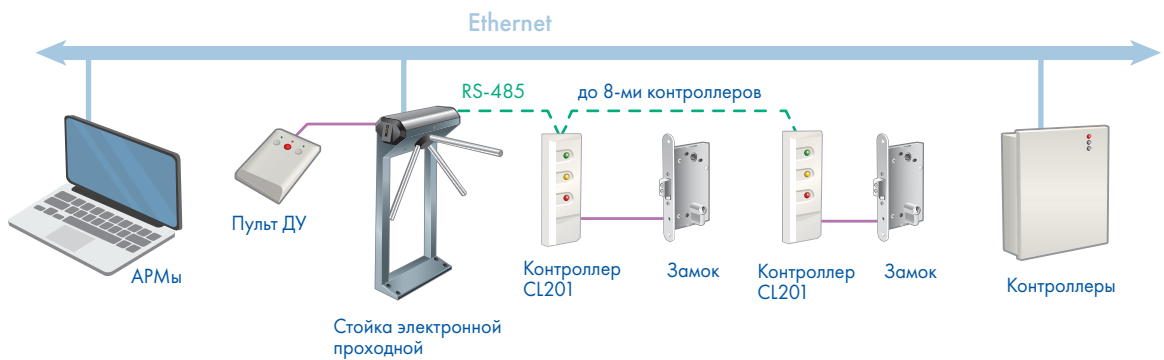 Ethernet
RS-485
до 8-ми контроллеров
Пульт ДУ
АРМы
Контроллер
CL201
Замок
Контроллер
CL201
Замок
Контроллеры
Стойка электронной
проходной